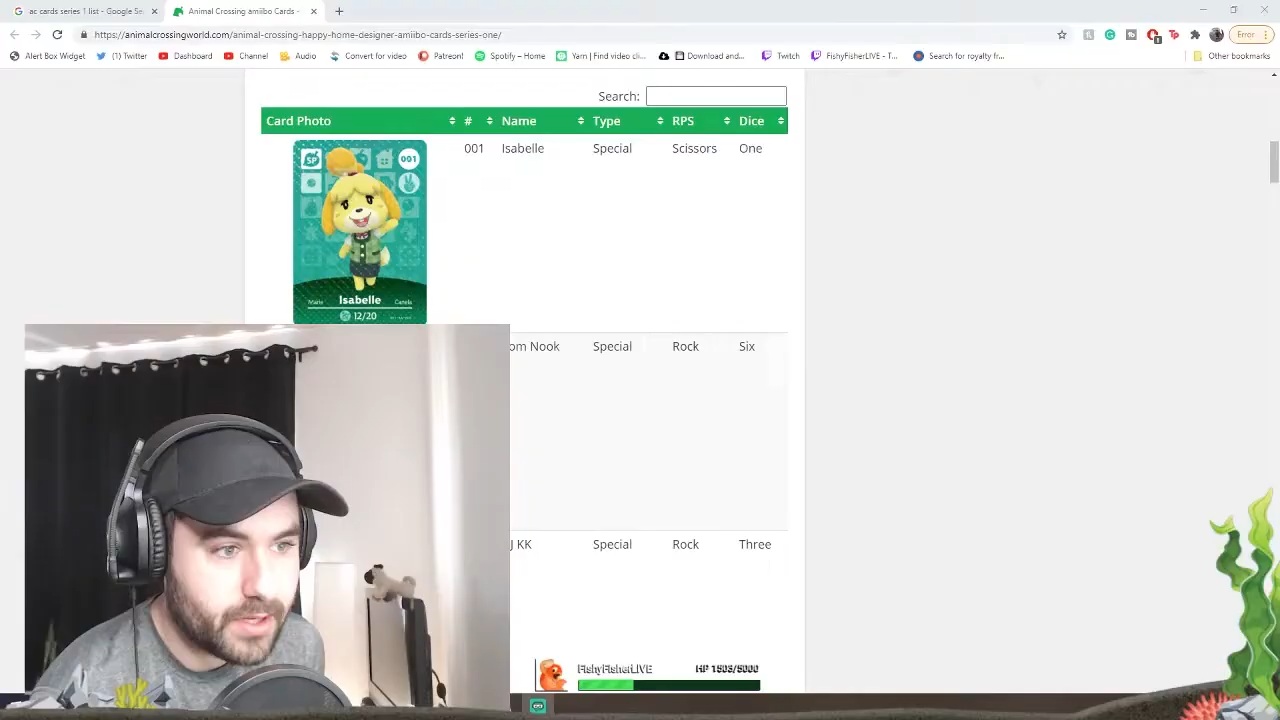 ac cards series 1 list - Google Se
Animal Crossing amiibo Cards -
https://animalcrossingworld.com/animal-crossing-happy-home-designer-amiibo-cards-series-one/
Error
Alert Box Widget
(1) Twitter
Dashboard
Channel
Audio
Convert for video
Patreon!
Spotify – Home
Yarn | Find video cli...
Download and...
Twitch
FishyFisherLIVE - T...
Search for royalty fr...
Other bookmarks
Search:
Card Photo # Name Type RPS Dice
SP 001
Isabelle
12/20
001 Isabelle Special Scissors One
om Nook Special Rock Six
J KK Special Rock Three
FishyFisherLIVE HP 1503/5000